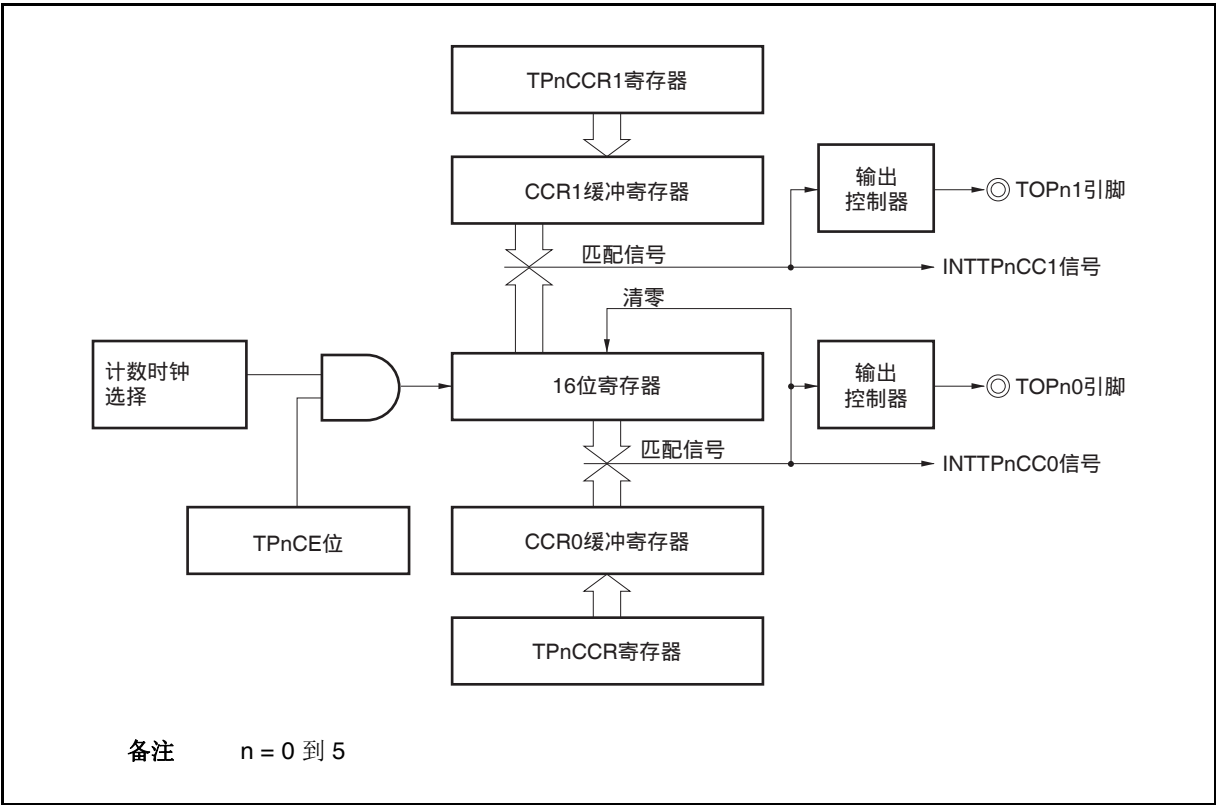 TPnCCR1寄存器
CCR1缓冲寄存器
输出
控制器
TOPn1引脚
匹配信号
INTTPnCC1信号
清零
计数时钟
选择
16位寄存器
输出
控制器
TOPn0引脚
匹配信号
INTTPnCC0信号
TPnCE位
CCR0缓冲寄存器
TPnCCR寄存器
备注 n = 0 到 5